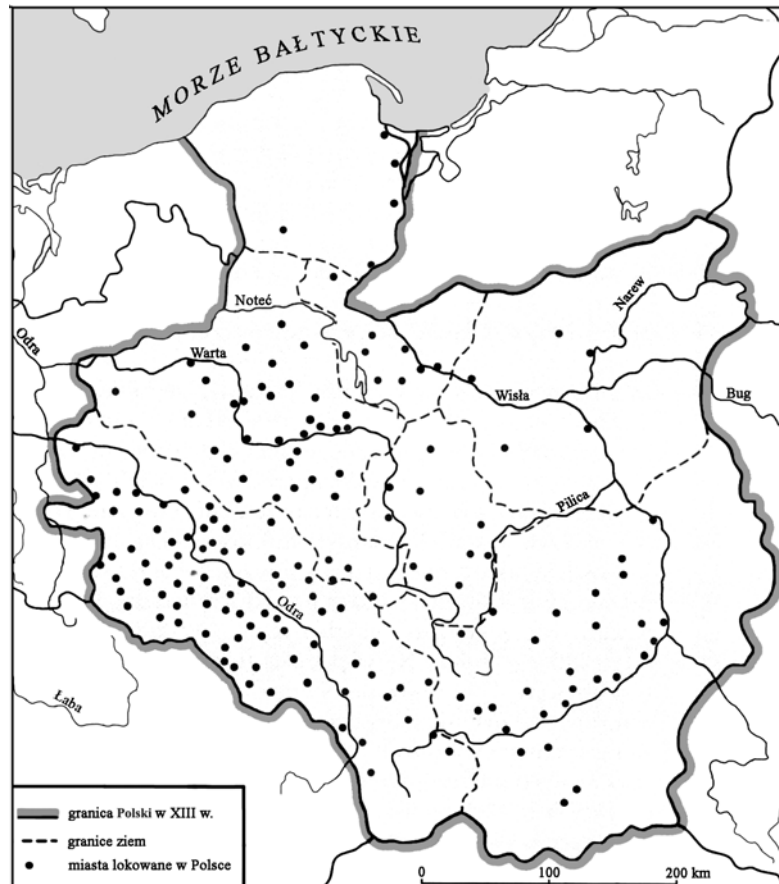 MORZE BAŁTYCKIE
Noteć
Narew
Odra
Warta
Wisła
Bug
Pilica
Odra
Łaba
granica Polski w XIII w.
granice ziem
miasta lokowane w Polsce
0 100 200 km